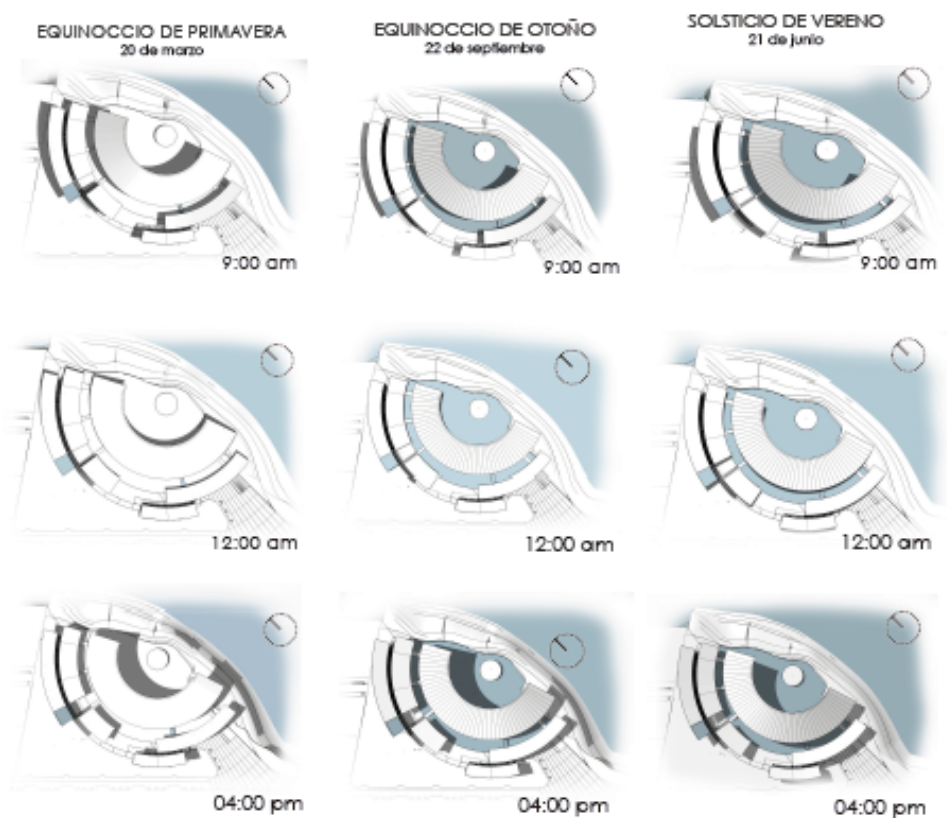 EQUINOCCIO DE PRIMAVERA
20 de marzo
EQUINOCCIO DE OTOÑO
22 de septiembre
SOLSTICIO DE VERENO
21 de junio
9:00 am
9:00 am
9:00 am
12:00 am
12:00 am
12:00 am
04:00 pm
04:00 pm
04:00 pm